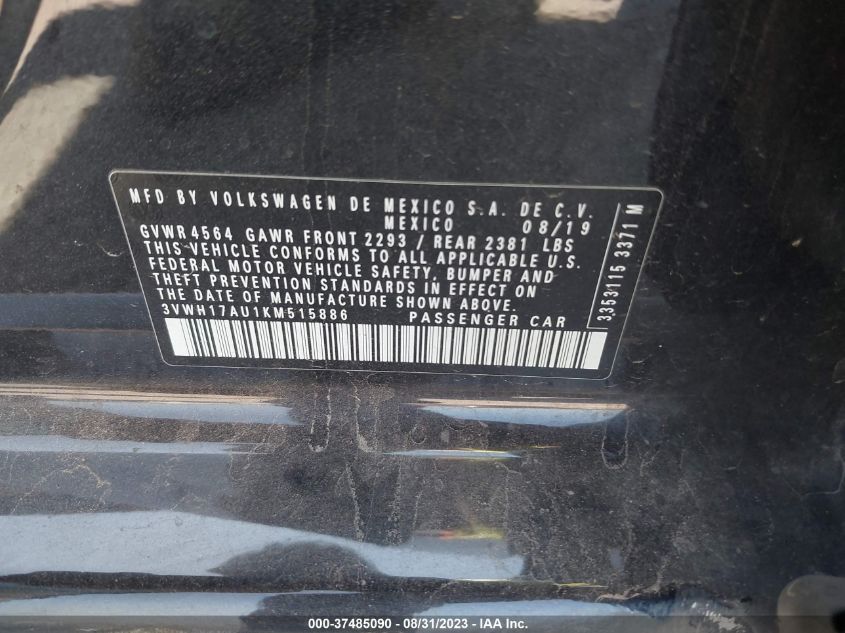 MFD BY VOLKSWAGEN DE MEXICO S.A. DE C.V.
MEXICO 08/19
GVWR 4564 GAWR FRONT 2293 / REAR 2381 LBS
THIS VEHICLE CONFORMS TO ALL APPLICABLE U.S.
FEDERAL MOTOR VEHICLE SAFETY, BUMPER AND
THEFT PREVENTION STANDARDS IN EFFECT ON
THE DATE OF MANUFACTURE SHOWN ABOVE.
3VWH17AU1KM515886 PASSENGER CAR
3353115 3371 M
000-37485090 - 08/31/2023 - IAA Inc.